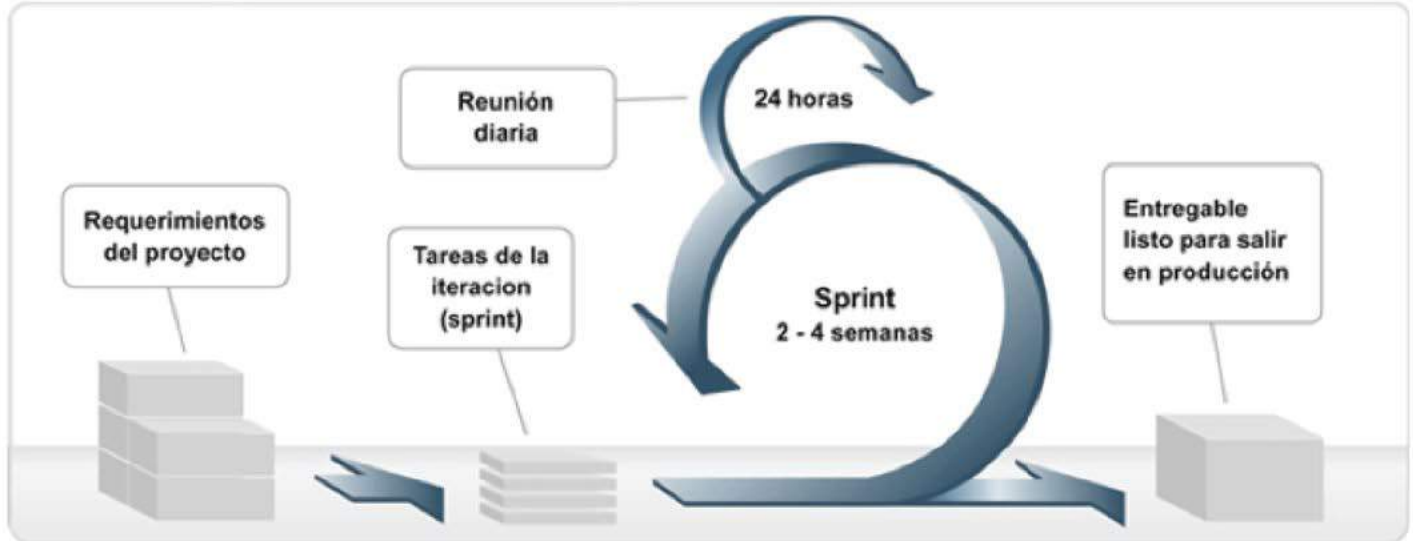 Reunión
diaria
24 horas
Requerimientos
del proyecto
Tareas de la
iteracion
(sprint)
Sprint
2 - 4 semanas
Entregable
listo para salir
en producción